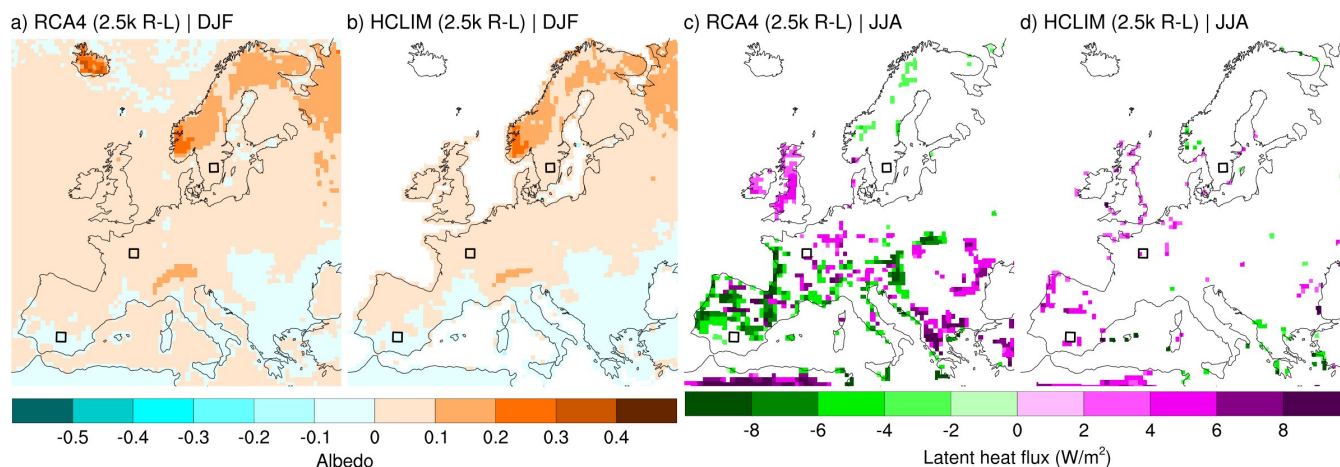 a) RCA4 (2.5k R-L) | DJF
b) HCLIM (2.5k R-L) | DJF
c) RCA4 (2.5k R-L) | JJA
d) HCLIM (2.5k R-L) | JJA
-0.5 -0.4 -0.3 -0.2 -0.1 0 0.1 0.2 0.3 0.4
-8 -6 -4 -2 0 2 4 6 8
Albedo
Latent heat flux (W/m²)